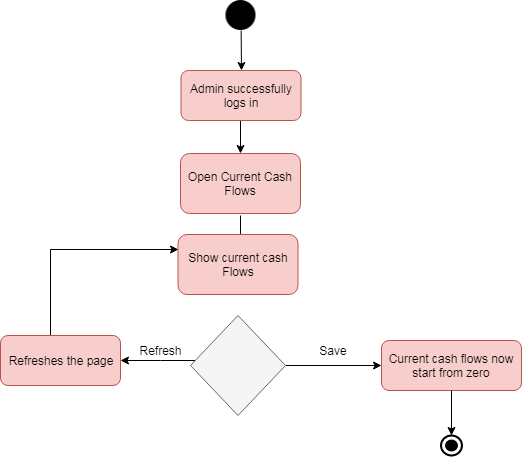 Admin successfully
logs in
Open Current Cash
Flows
Show current cash
Flows
Refreshes the page
Refresh
Save
Current cash flows now
start from zero